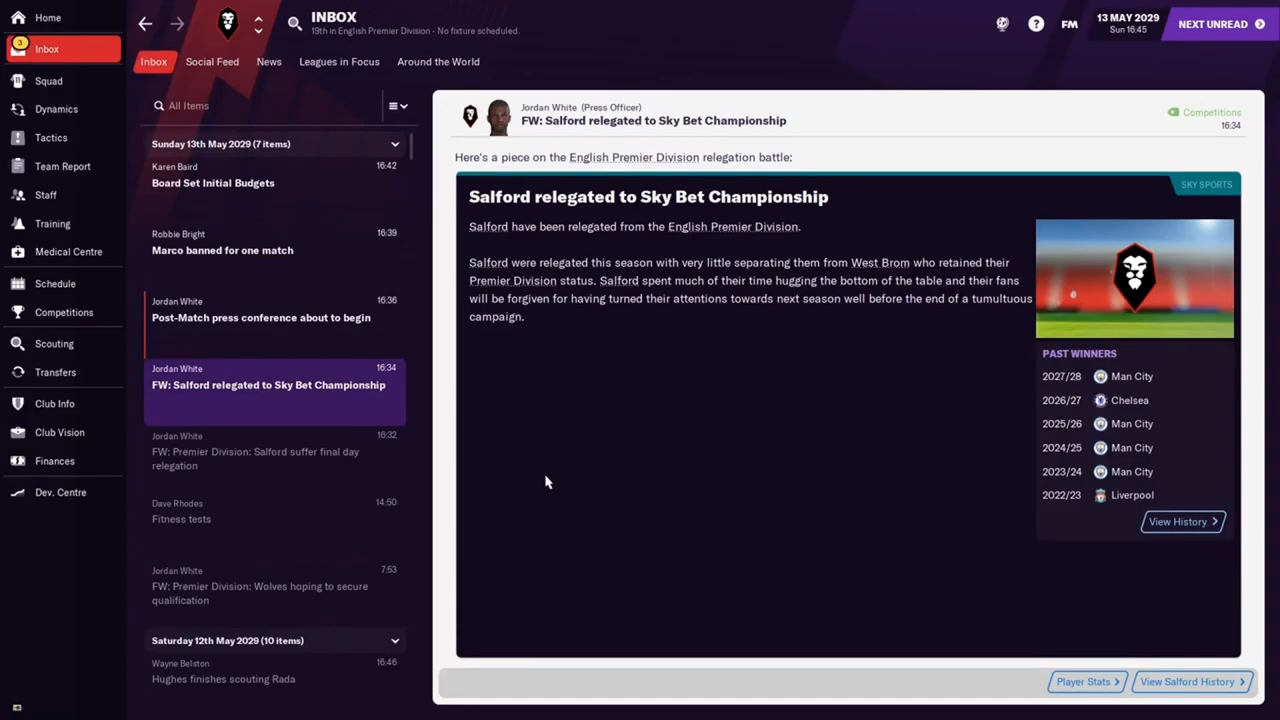 Home
3
Inbox
Squad
Dynamics
Tactics
Team Report
Staff
Training
Medical Centre
Schedule
Competitions
Scouting
Transfers
Club Info
Club Vision
Finances
Dev. Centre
INBOX
19th in English Premier Division - No fixture scheduled.
?
FM
13 MAY 2029
Sun 16:45
NEXT UNREAD
Inbox
Social Feed
News
Leagues in Focus
Around the World
All Items
Sunday 13th May 2029 (7 items)
Karen Baird 16:42
Board Set Initial Budgets
Robbie Bright 16:39
Marco banned for one match
Jordan White 16:36
Post-Match press conference about to begin
Jordan White 16:34
FW: Salford relegated to Sky Bet Championship
Jordan White 16:32
FW: Premier Division: Salford suffer final day
relegation
Dave Rhodes 14:50
Fitness tests
Jordan White 7:53
FW: Premier Division: Wolves hoping to secure
qualification
Saturday 12th May 2029 (10 items)
Wayne Belston 16:46
Hughes finishes scouting Rada
Jordan White (Press Officer)
FW: Salford relegated to Sky Bet Championship
Competitions
16:34
Here's a piece on the English Premier Division relegation battle:
SKY SPORTS
Salford relegated to Sky Bet Championship
Salford have been relegated from the English Premier Division.
Salford were relegated this season with very little separating them from West Brom who retained their
Premier Division status. Salford spent much of their time hugging the bottom of the table and their fans
will be forgiven for having turned their attentions towards next season well before the end of a tumultuous
campaign.
PAST WINNERS
2027/28 Man City
2026/27 Chelsea
2025/26 Man City
2024/25 Man City
2023/24 Man City
2022/23 Liverpool
View History
Player Stats
View Salford History